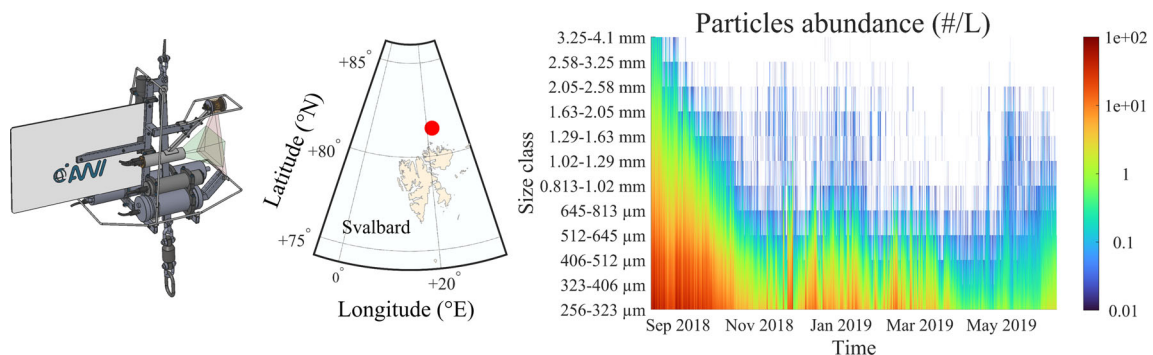 ANI
+85°
+80°
+75°
Latitude (°N)
Svalbard
0
+20°
Longitude (°E)
Particles abundance (#/L)
Size class
3.25-4.1 mm
2.58-3.25 mm
2.05-2.58 mm
1.63-2.05 mm
1.29-1.63 mm
1.02-1.29 mm
0.813-1.02 mm
645-813 µm
512-645 µm
406-512 µm
323-406 µm
256-323 µm
Sep 2018 Nov 2018 Jan 2019 Mar 2019 May 2019
Time
1e+02
1e+01
1
0.1
0.01